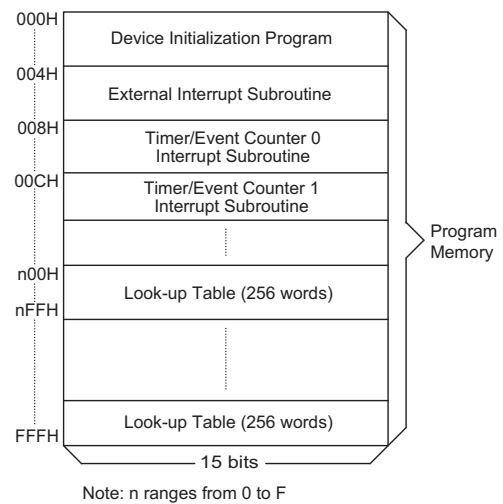 000H
Device Initialization Program
004H
External Interrupt Subroutine
008H
Timer/Event Counter 0
Interrupt Subroutine
00CH
Timer/Event Counter 1
Interrupt Subroutine
Program
Memory
n00H
Look-up Table (256 words)
nFFH
Look-up Table (256 words)
FFFH
15 bits
Note: n ranges from 0 to F